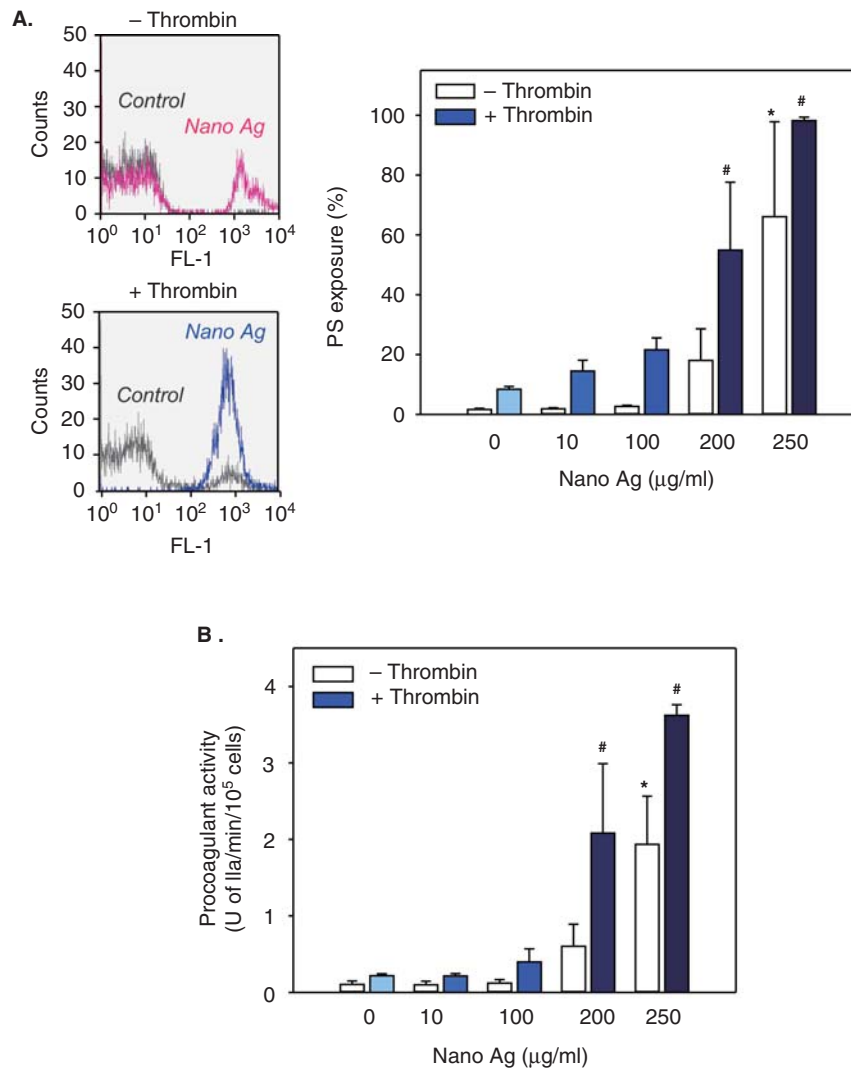 A.
– Thrombin
50
40
30
20
10
0
Counts
Control
Nano Ag
10⁰ 10¹ 10² 10³ 10⁴
FL-1
+ Thrombin
50
40
30
20
10
0
Counts
Nano Ag
Control
10⁰ 10¹ 10² 10³ 10⁴
FL-1
– Thrombin
+ Thrombin
100
80
60
40
20
0
PS exposure (%)
#
*
#
0 10 100 200 250
Nano Ag (μg/ml)
B .
– Thrombin
+ Thrombin
4
3
2
1
0
Procoagulant activity
(U of IIa/min/10⁵ cells)
#
*
#
0 10 100 200 250
Nano Ag (μg/ml)